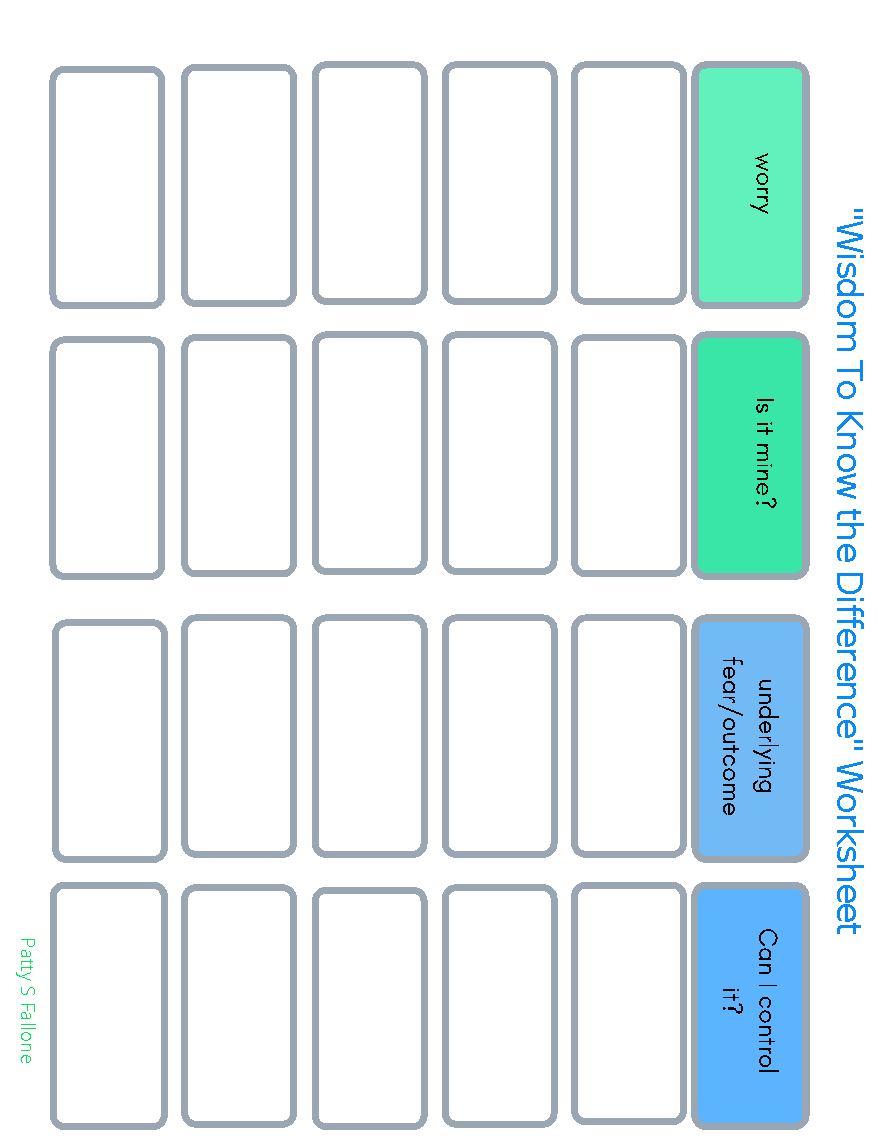 "Wisdom To Know the Difference" Worksheet
worry
Is it mine?
underlying
fear/outcome
Can I control
it?
Patty S Fallone